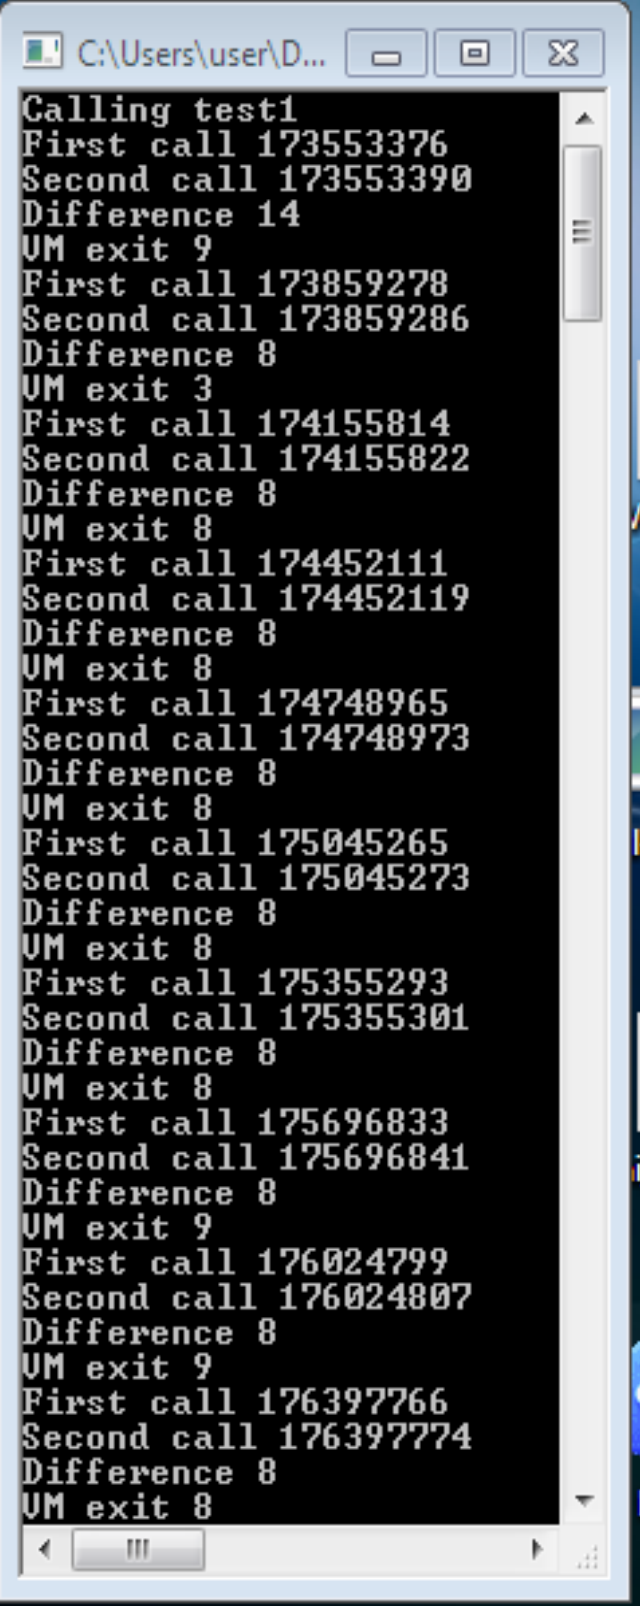 C:\Users\user\D...
Calling test1
First call 173553376
Second call 173553390
Difference 14
VM exit 9
First call 173859278
Second call 173859286
Difference 8
VM exit 3
First call 174155814
Second call 174155822
Difference 8
VM exit 8
First call 174452111
Second call 174452119
Difference 8
VM exit 8
First call 174748965
Second call 174748973
Difference 8
VM exit 8
First call 175045265
Second call 175045273
Difference 8
VM exit 8
First call 175355293
Second call 175355301
Difference 8
VM exit 8
First call 175696833
Second call 175696841
Difference 8
VM exit 9
First call 176024799
Second call 176024807
Difference 8
VM exit 9
First call 176397766
Second call 176397774
Difference 8
VM exit 8